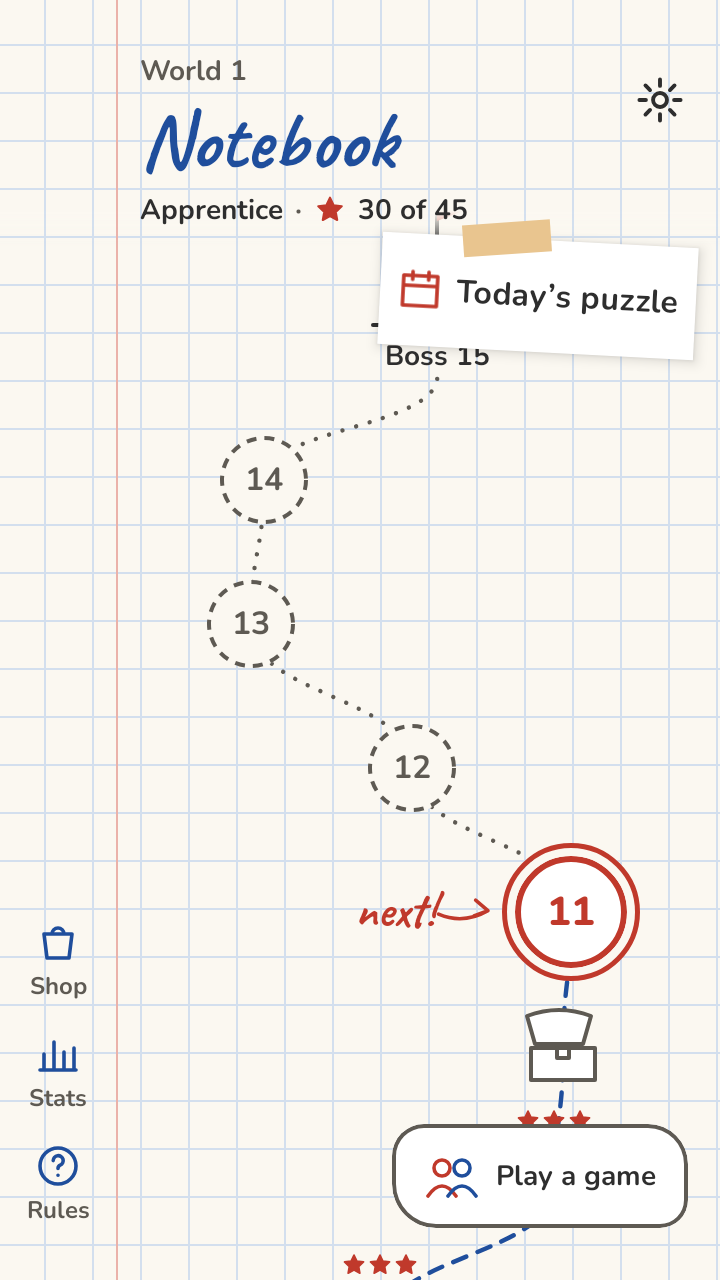 World 1
Notebook
Apprentice · 30 of 45
Today's puzzle
Boss 15
14
13
12
11
next!
Shop
Stats
Rules
Play a game